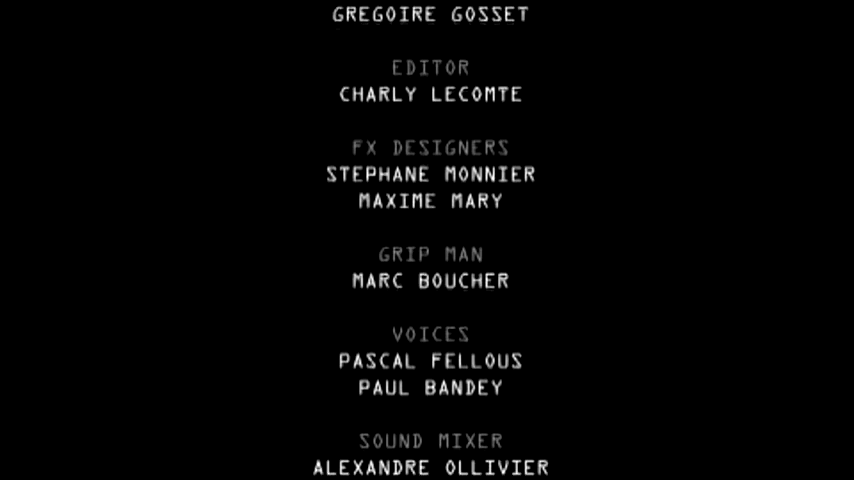 GREGOIRE GOSSET
EDITOR
CHARLY LECOMTE
FX DESIGNERS
STEPHANE MONNIER
MAXIME MARY
GRIP MAN
MARC BOUCHER
VOICES
PASCAL FELLOUS
PAUL BANDEY
SOUND MIXER
ALEXANDRE OLLIVIER